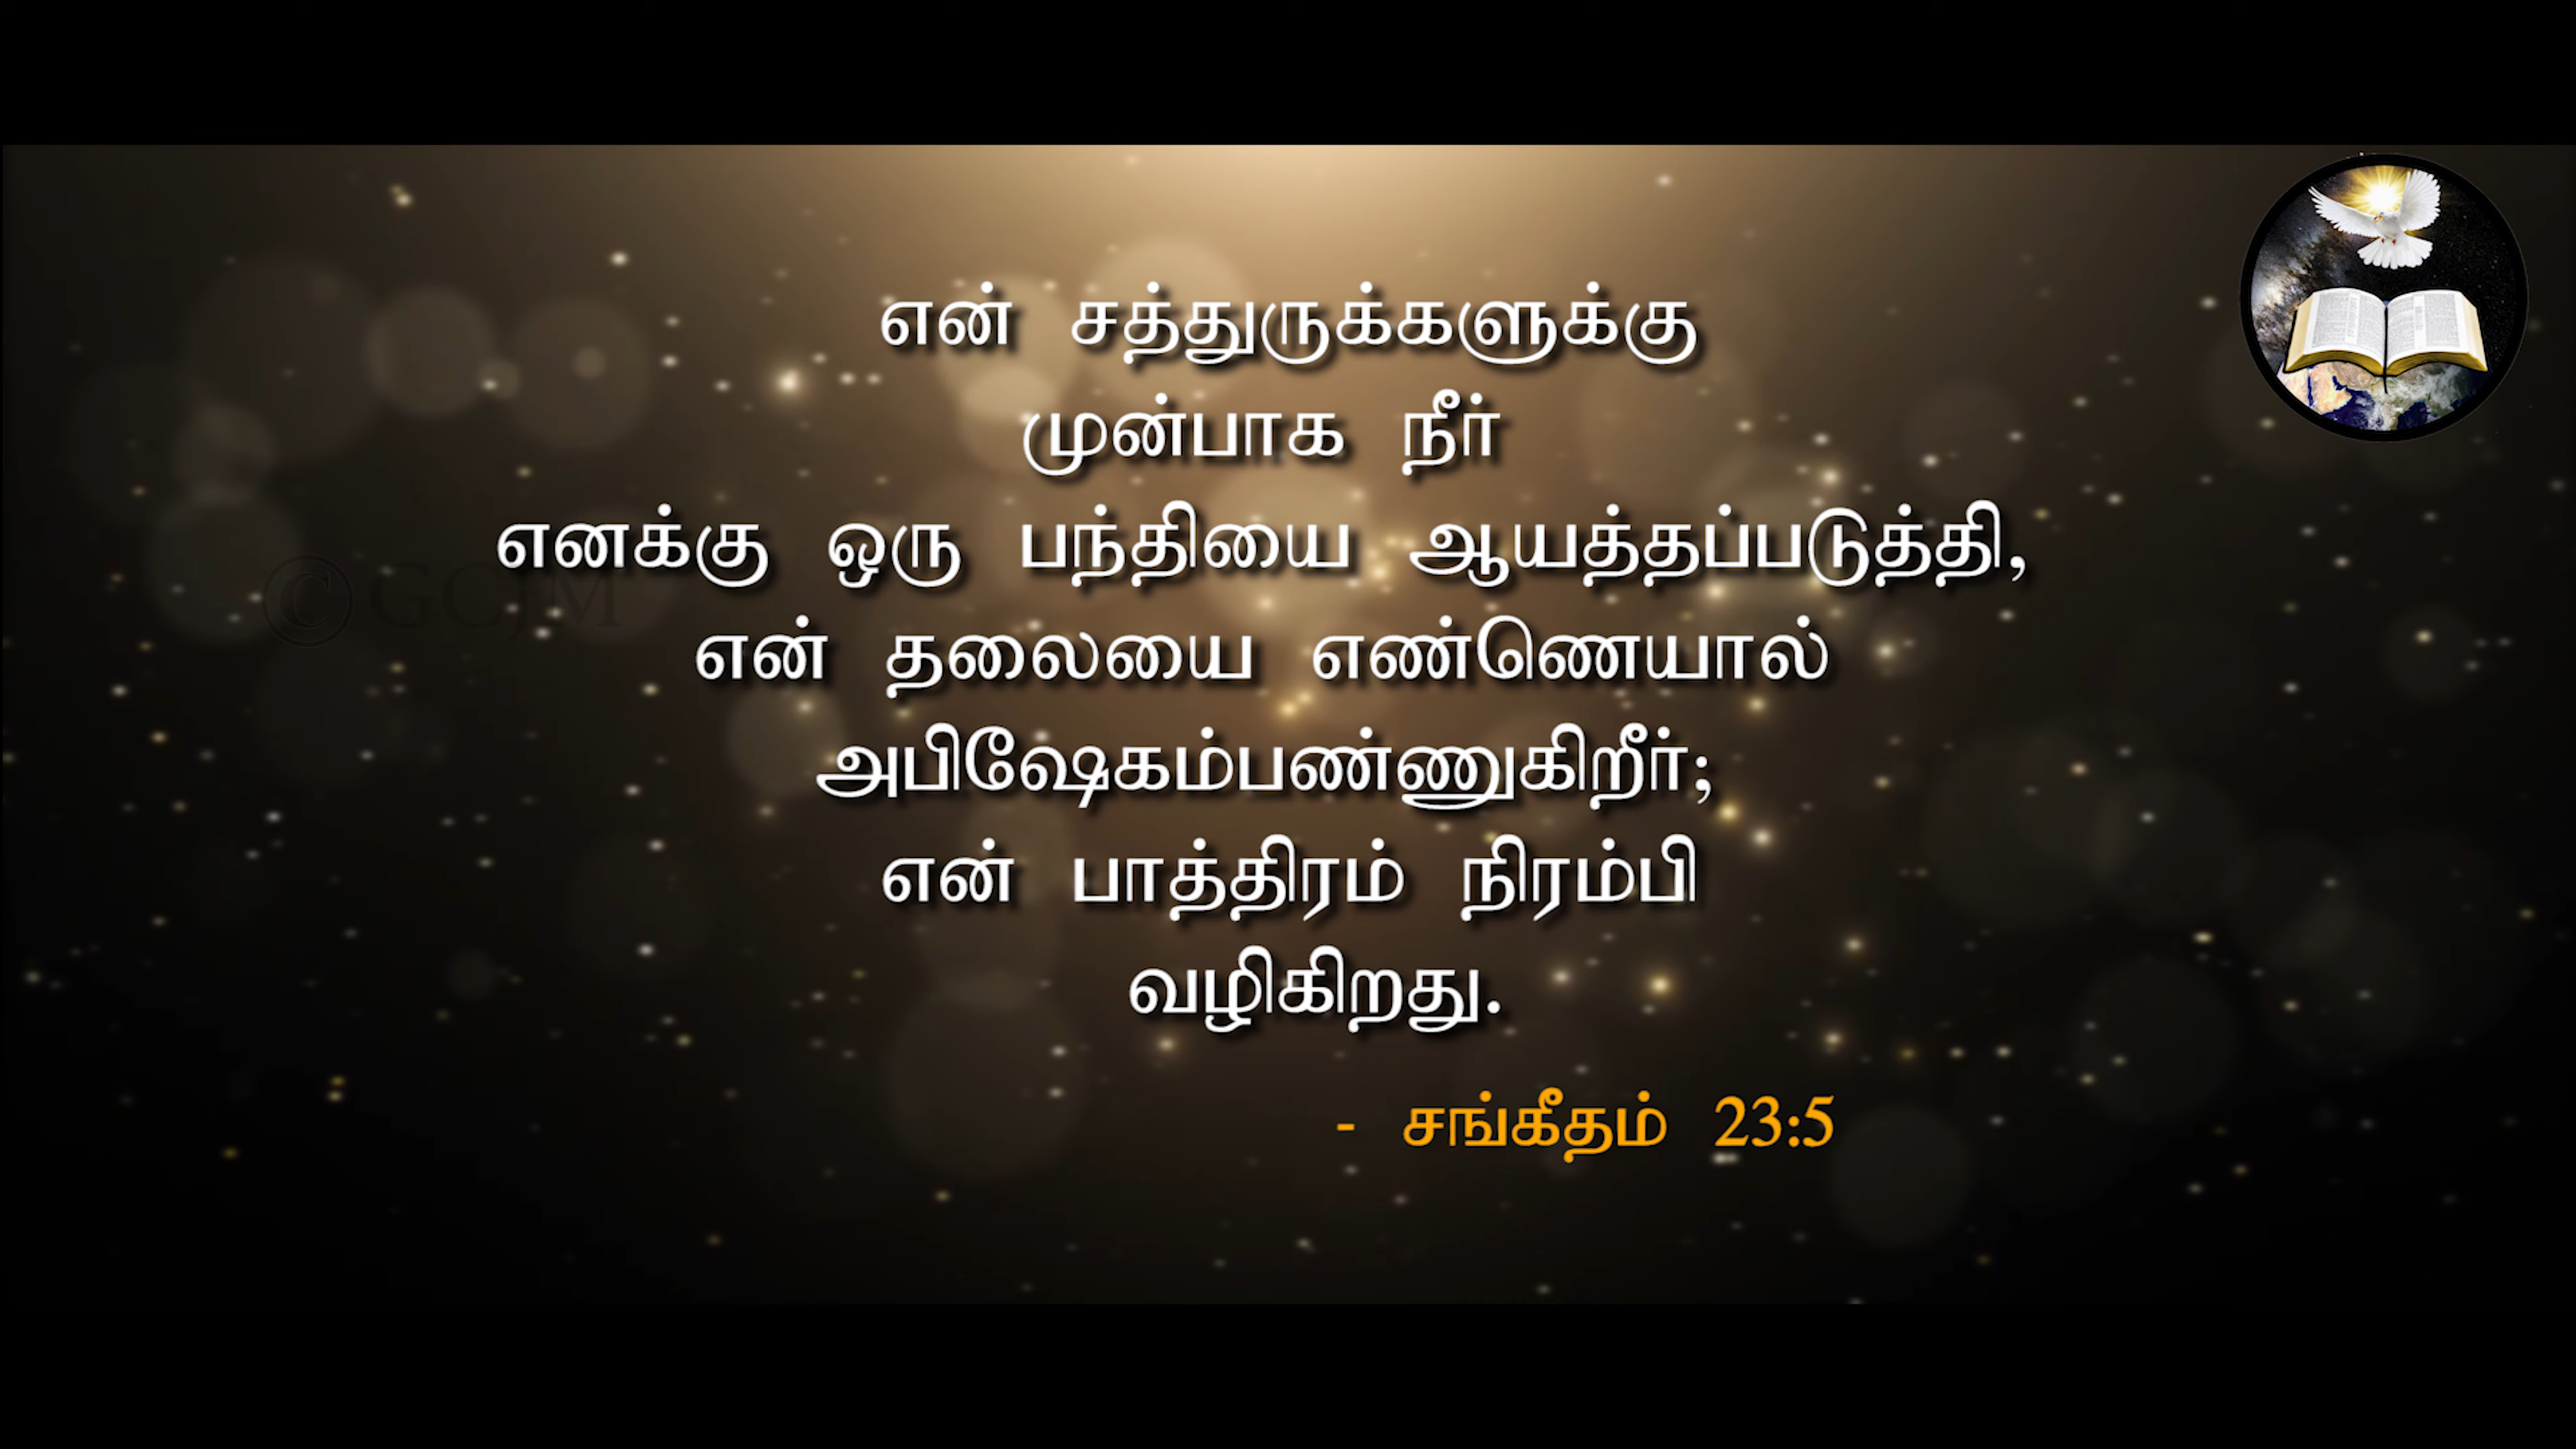 என் சத்துருக்களுக்கு
முன்பாக நீர்
எனக்கு ஒரு பந்தியை ஆயத்தப்படுத்தி,
© GCJM
என் தலையை எண்ணெயால்
அபிஷேகம்பண்ணுகிறீர்;
என் பாத்திரம் நிரம்பி
வழிகிறது.
- சங்கீதம் 23:5